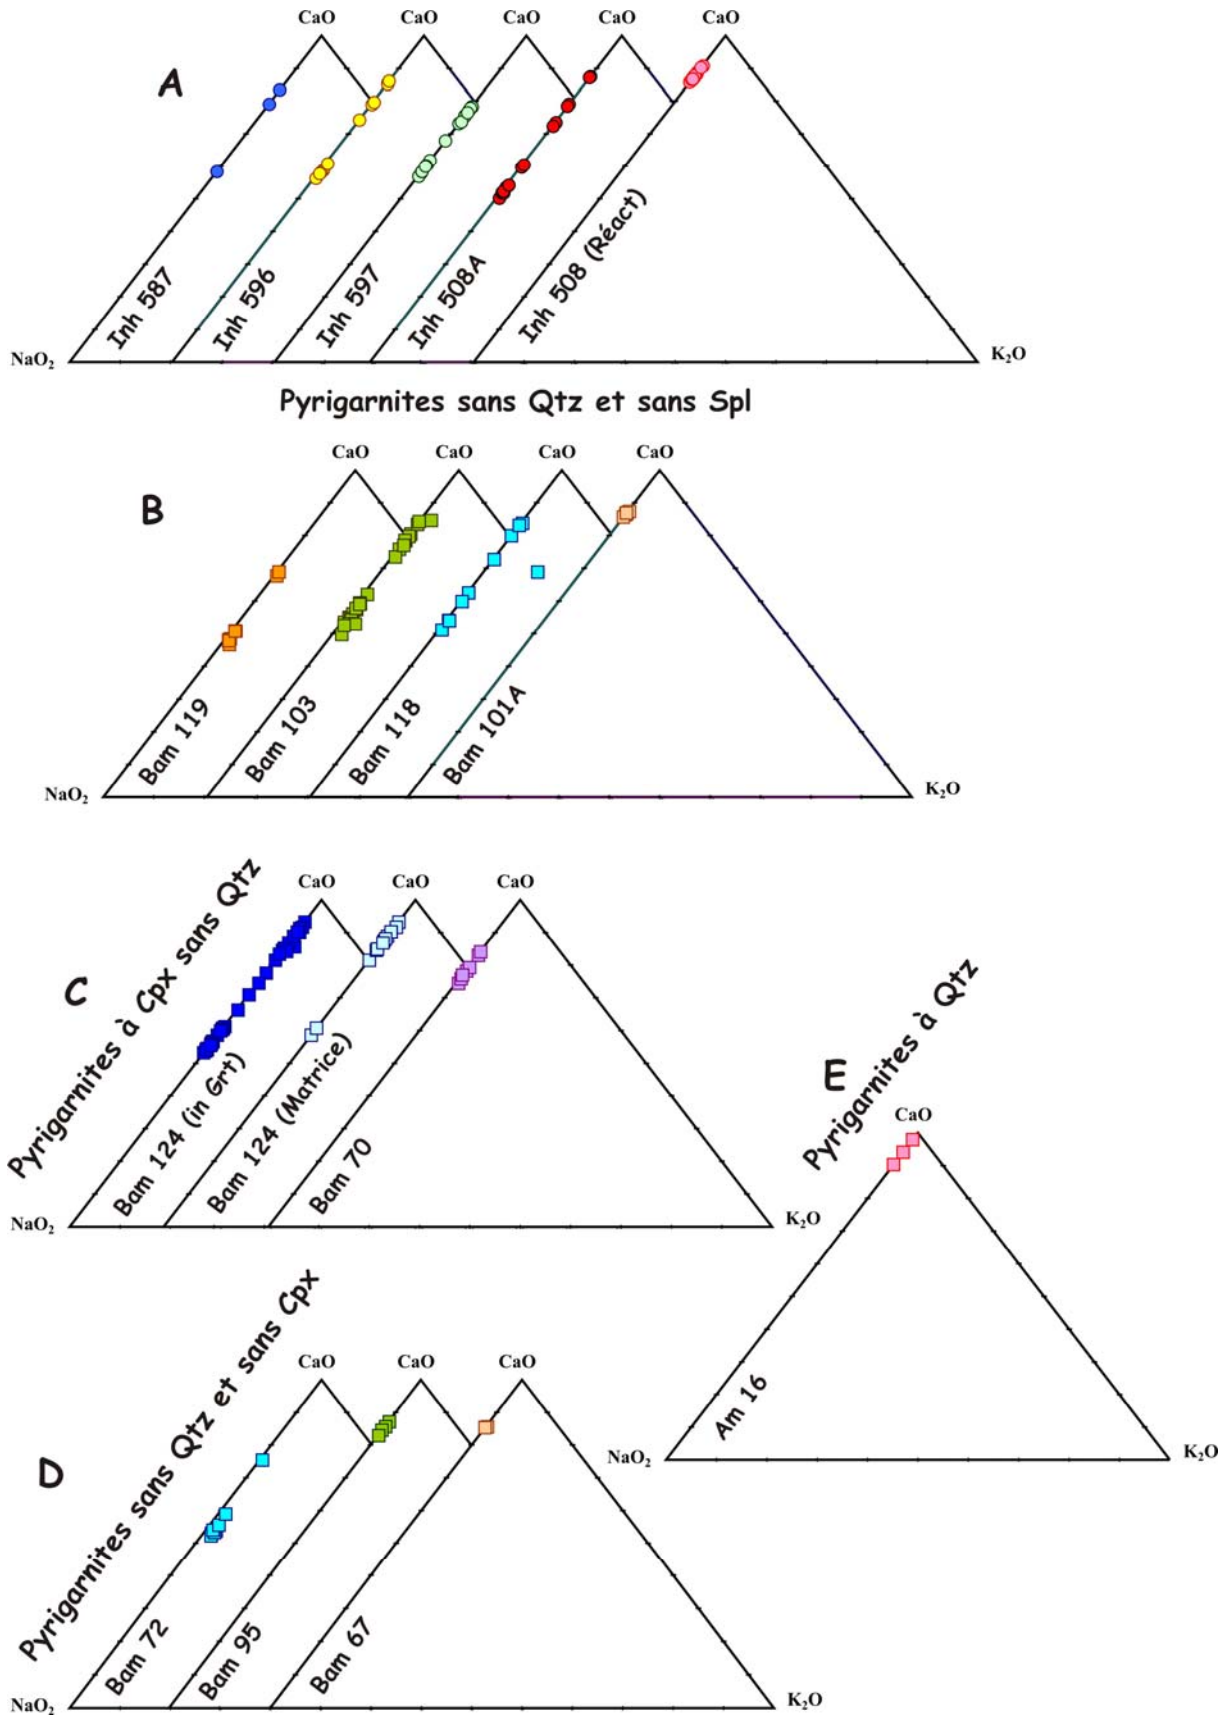 CaO CaO CaO CaO CaO
A
Inh 587
Inh 596
Inh 597
Inh 508A
Inh 508 (Réact)
NaO₂
K₂O
Pyrigarnites sans Qtz et sans Spl
CaO CaO CaO CaO
B
Bam 119
Bam 103
Bam 118
Bam 101A
NaO₂
K₂O
Pyrigarnites à Cpx sans Qtz
CaO CaO CaO
C
Bam 124 (in Grt)
Bam 124 (Matrice)
Bam 70
NaO₂
K₂O
Pyrigarnites à Qtz
E
CaO
Am 16
NaO₂
K₂O
Pyrigarnites sans Qtz et sans Cpx
CaO CaO CaO
D
Bam 72
Bam 95
Bam 67
NaO₂
K₂O